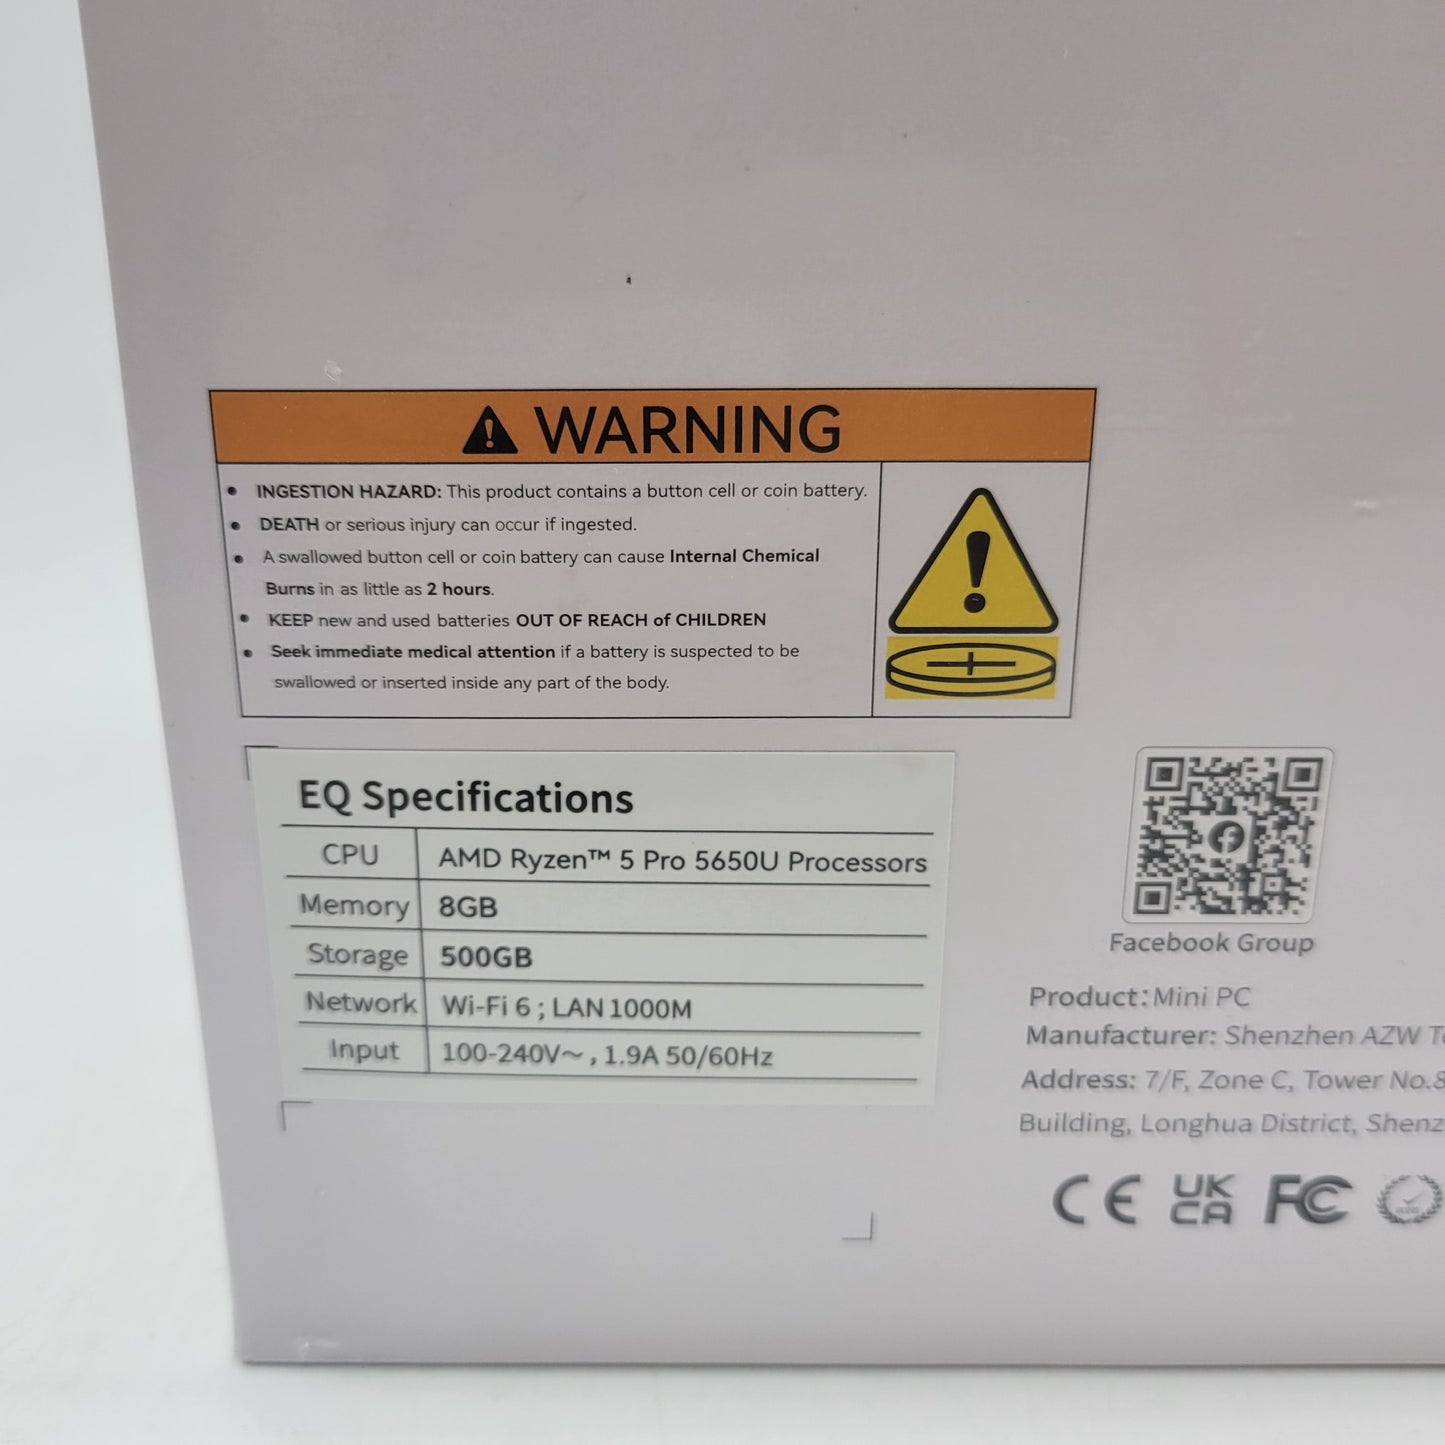 WARNING
INGESTION HAZARD: This product contains a button cell or coin battery.
DEATH or serious injury can occur if ingested.
A swallowed button cell or coin battery can cause Internal Chemical
Burns in as little as 2 hours.
KEEP new and used batteries OUT OF REACH of CHILDREN
Seek immediate medical attention if a battery is suspected to be
swallowed or inserted inside any part of the body.
EQ Specifications
CPU AMD Ryzen™ 5 Pro 5650U Processors
Memory 8GB
Storage 500GB
Network Wi-Fi 6 ; LAN 1000M
Input 100-240V~ , 1.9A 50/60Hz
Facebook Group
Product:Mini PC
Manufacturer: Shenzhen AZW
Address: 7/F, Zone C, Tower No.8
Building, Longhua District,
CE UK CA FC